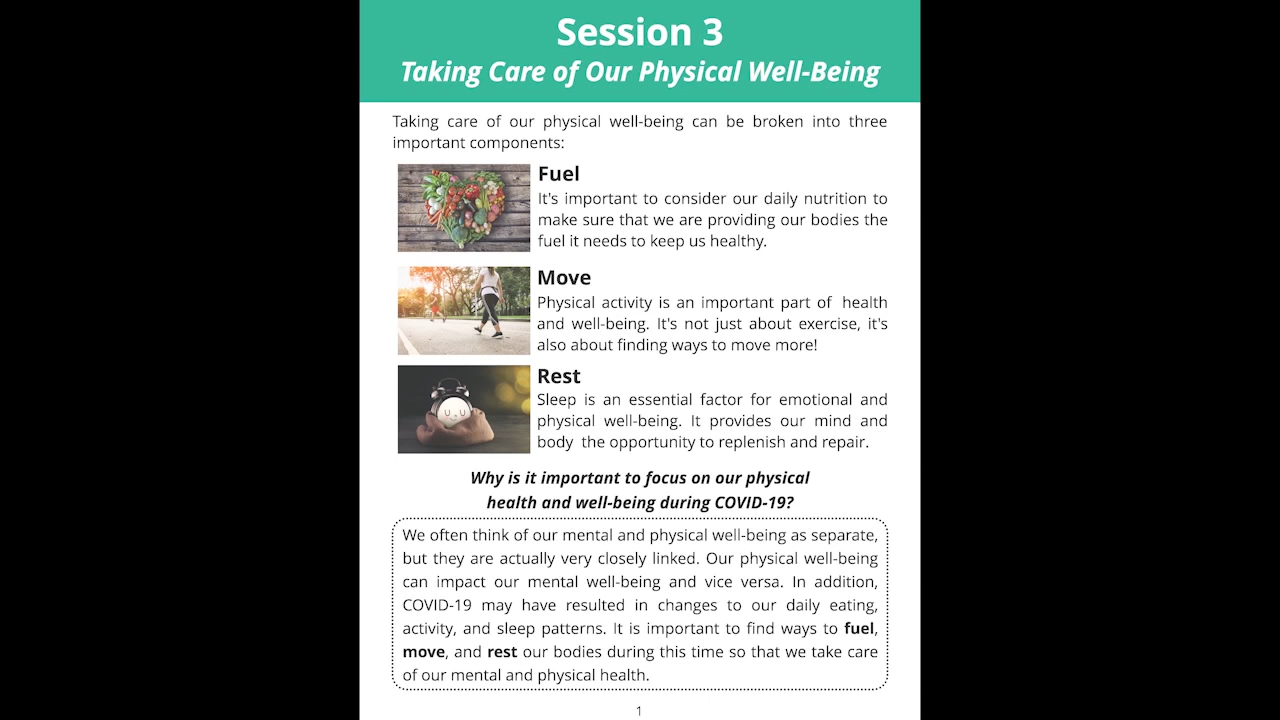 Session 3
Taking Care of Our Physical Well-Being
Taking care of our physical well-being can be broken into three
important components:
Fuel
It's important to consider our daily nutrition to
make sure that we are providing our bodies the
fuel it needs to keep us healthy.
Move
Physical activity is an important part of health
and well-being. It's not just about exercise, it's
also about finding ways to move more!
Rest
Sleep is an essential factor for emotional and
physical well-being. It provides our mind and
body the opportunity to replenish and repair.
Why is it important to focus on our physical
health and well-being during COVID-19?
We often think of our mental and physical well-being as separate,
but they are actually very closely linked. Our physical well-being
can impact our mental well-being and vice versa. In addition,
COVID-19 may have resulted in changes to our daily eating,
activity, and sleep patterns. It is important to find ways to fuel,
move, and rest our bodies during this time so that we take care
of our mental and physical health.
1